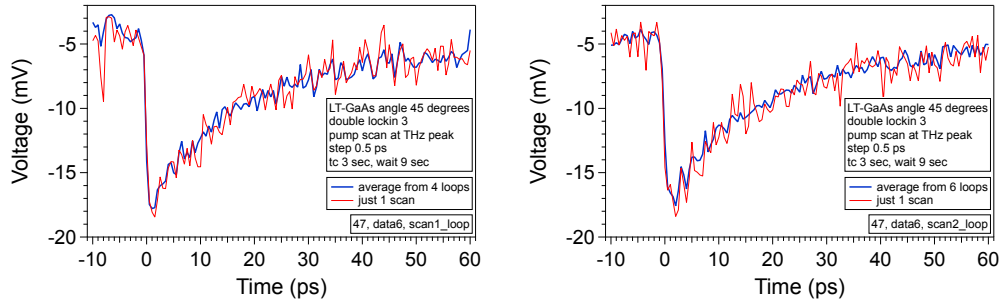 -5
-10
-15
-20
Voltage (mV)
LT-GaAs angle 45 degrees
double lockin 3
pump scan at THz peak
step 0.5 ps
tc 3 sec, wait 9 sec
average from 4 loops
just 1 scan
47, data6, scan1_loop
-10 0 10 20 30 40 50 60
Time (ps)
-5
-10
-15
-20
Voltage (mV)
LT-GaAs angle 45 degrees
double lockin 3
pump scan at THz peak
step 0.5 ps
tc 3 sec, wait 9 sec
average from 6 loops
just 1 scan
47, data6, scan2_loop
-10 0 10 20 30 40 50 60
Time (ps)